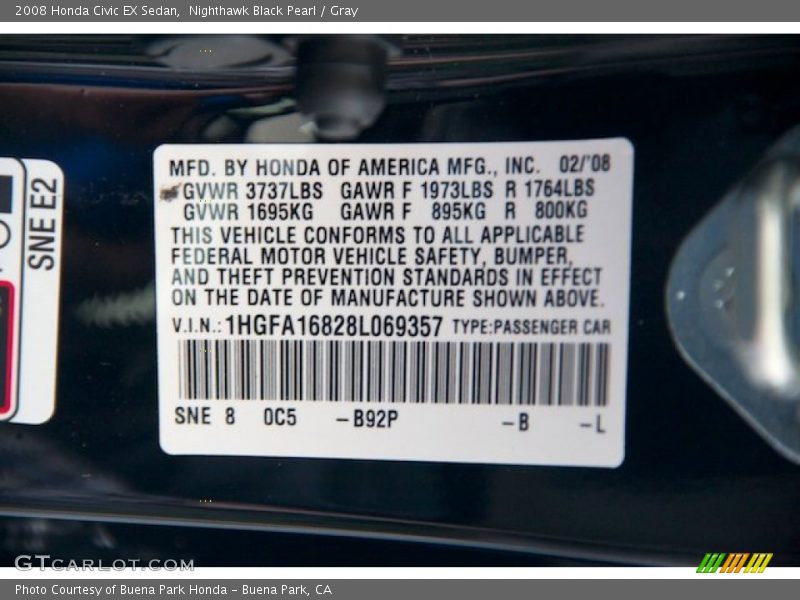 2008 Honda Civic EX Sedan, Nighthawk Black Pearl / Gray
SNE E2
MFD. BY HONDA OF AMERICA MFG., INC. 02/'08
GVWR 3737LBS GAWR F 1973LBS R 1764LBS
GVWR 1695KG GAWR F 895KG R 800KG
THIS VEHICLE CONFORMS TO ALL APPLICABLE
FEDERAL MOTOR VEHICLE SAFETY, BUMPER,
AND THEFT PREVENTION STANDARDS IN EFFECT
ON THE DATE OF MANUFACTURE SHOWN ABOVE.
V.I.N.: 1HGFA16828L069357 TYPE:PASSENGER CAR
SNE 8 0C5 -B92P -B -L
GTCARLOT.COM
Photo Courtesy of Buena Park Honda - Buena Park, CA